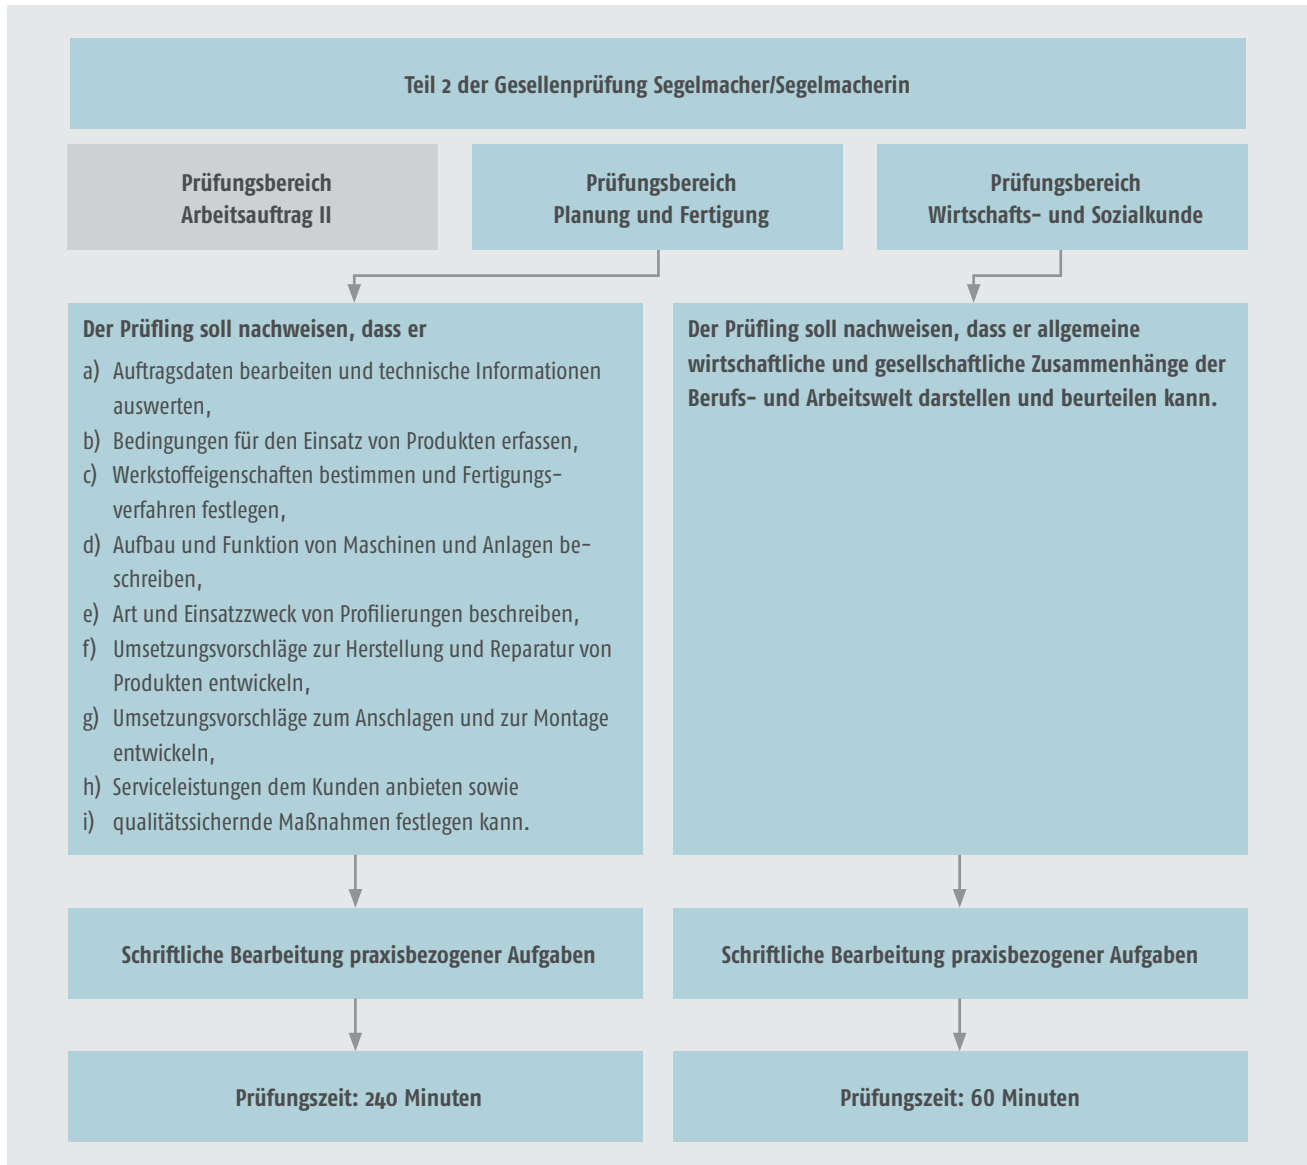 Teil 2 der Gesellenprüfung Segelmacher/Segelmacherin
Prüfungsbereich
Arbeitsauftrag II
Prüfungsbereich
Planung und Fertigung
Prüfungsbereich
Wirtschafts- und Sozialkunde
Der Prüfling soll nachweisen, dass er
a) Auftragsdaten bearbeiten und technische Informationen
auswerten,
b) Bedingungen für den Einsatz von Produkten erfassen,
c) Werkstoffeigenschaften bestimmen und Fertigungs-
verfahren festlegen,
d) Aufbau und Funktion von Maschinen und Anlagen be-
schreiben,
e) Art und Einsatzzweck von Profilierungen beschreiben,
f) Umsetzungsvorschläge zur Herstellung und Reparatur von
Produkten entwickeln,
g) Umsetzungsvorschläge zum Anschlagen und zur Montage
entwickeln,
h) Serviceleistungen dem Kunden anbieten sowie
i) qualitätssichernde Maßnahmen festlegen kann.
Der Prüfling soll nachweisen, dass er allgemeine
wirtschaftliche und gesellschaftliche Zusammenhänge der
Berufs- und Arbeitswelt darstellen und beurteilen kann.
Schriftliche Bearbeitung praxisbezogener Aufgaben
Schriftliche Bearbeitung praxisbezogener Aufgaben
Prüfungszeit: 240 Minuten
Prüfungszeit: 60 Minuten